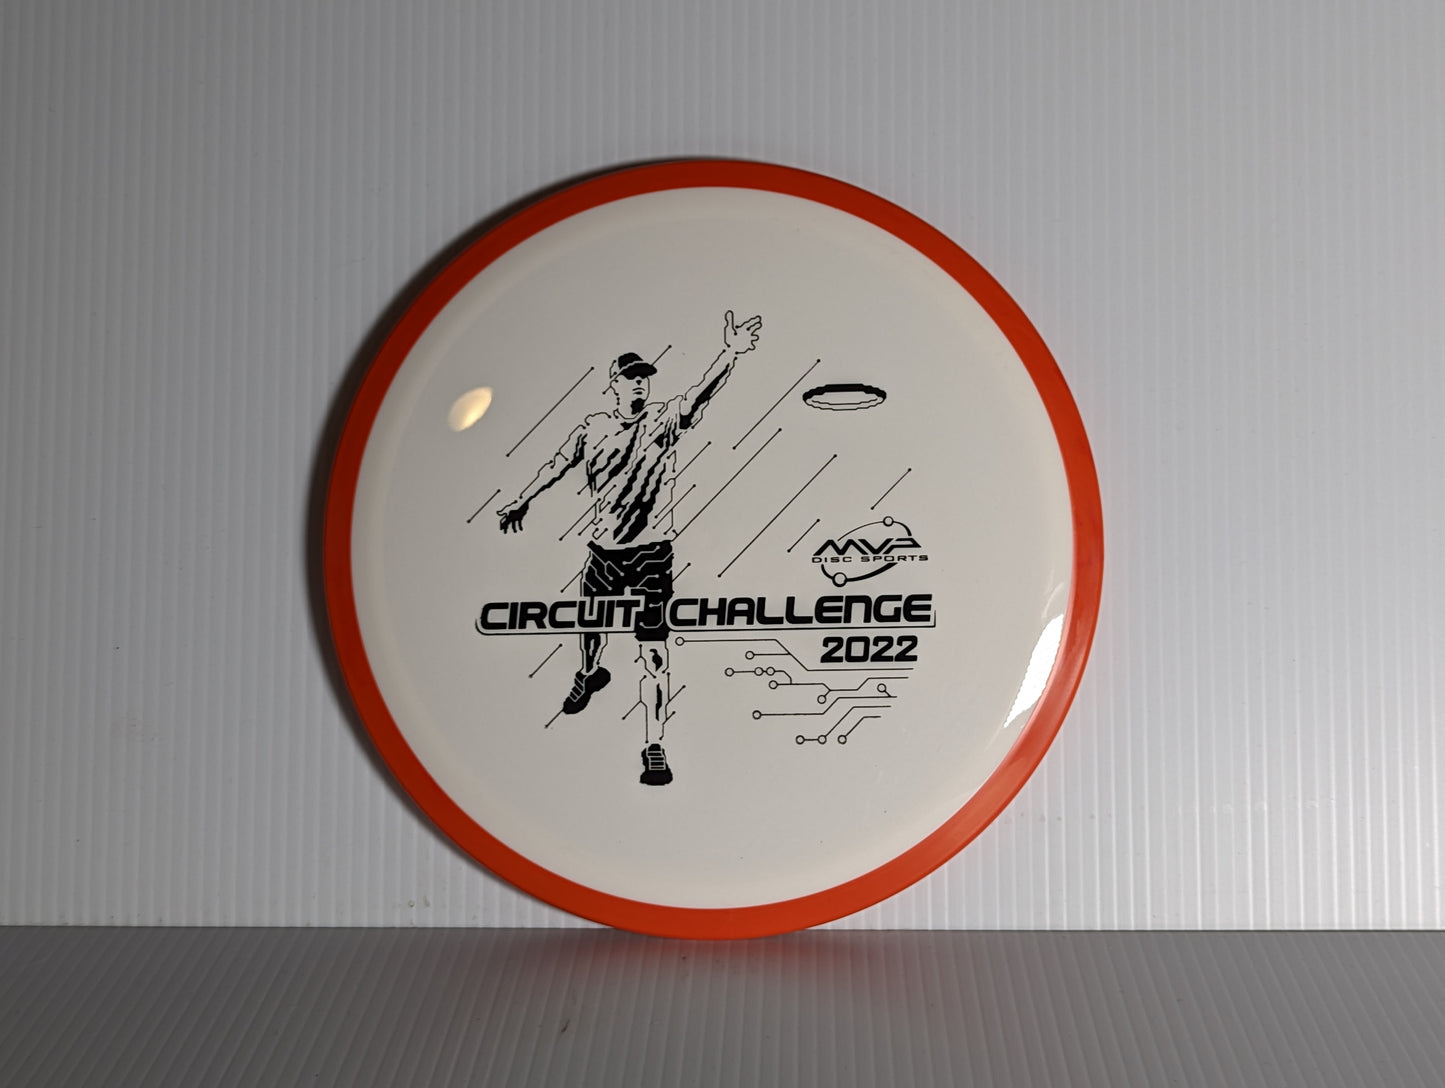 MVP
DISC SPORTS
CIRCUIT CHALLENGE
2022